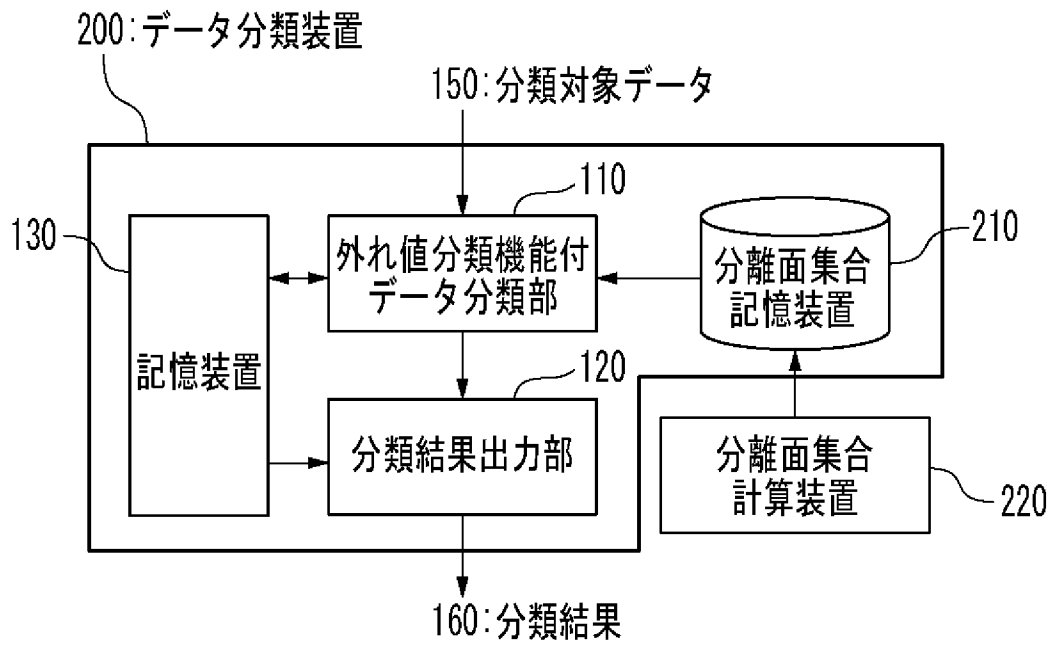 200:データ分類装置
150:分類対象データ
110
130
外れ値分類機能付
データ分類部
分離面集合
記憶装置
210
記憶装置
120
分類結果出力部
分離面集合
計算装置
220
160:分類結果